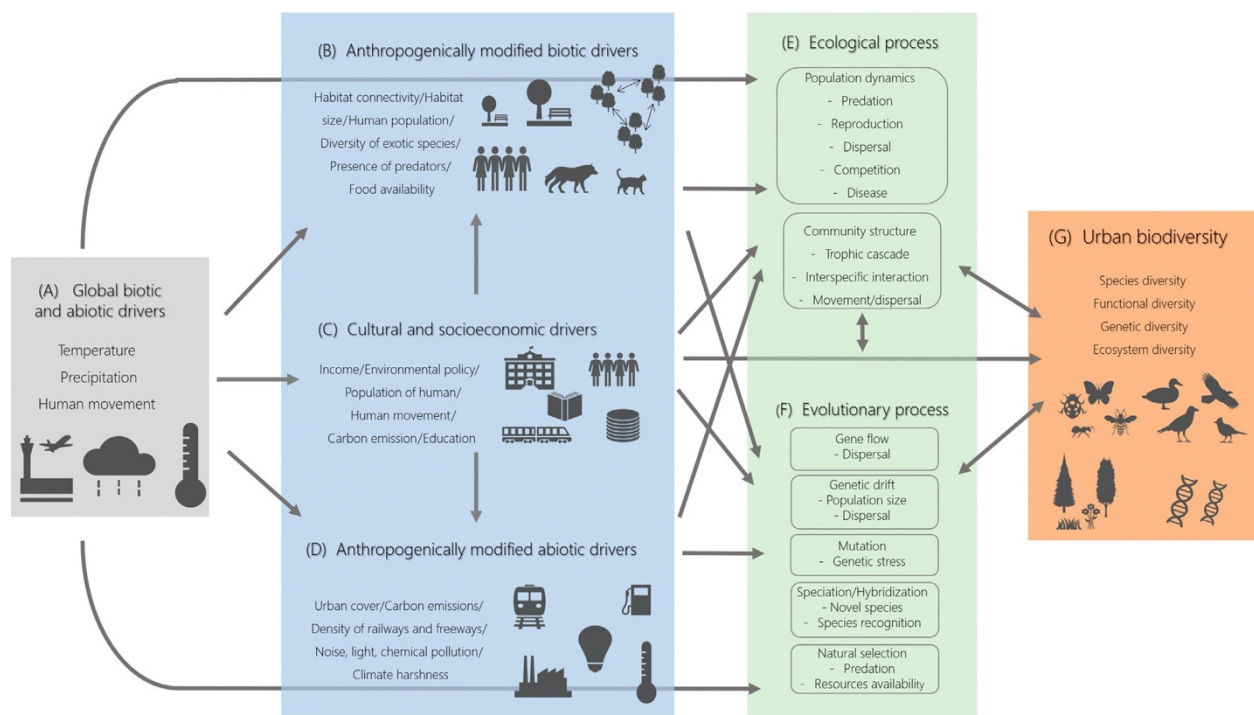 (A) Global biotic
and abiotic drivers
Temperature
Precipitation
Human movement
(B) Anthropogenically modified biotic drivers
Habitat connectivity/Habitat
size/Human population/
Diversity of exotic species/
Presence of predators/
Food availability
(C) Cultural and socioeconomic drivers
Income/Environmental policy/
Population of human/
Human movement/
Carbon emission/Education
(D) Anthropogenically modified abiotic drivers
Urban cover/Carbon emissions/
Density of railways and freeways/
Noise, light, chemical pollution/
Climate harshness
(E) Ecological process
Population dynamics
- Predation
- Reproduction
- Dispersal
- Competition
- Disease
Community structure
- Trophic cascade
- Interspecific interaction
- Movement/dispersal
(F) Evolutionary process
Gene flow
- Dispersal
Genetic drift
- Population size
- Dispersal
Mutation
- Genetic stress
Speciation/Hybridization
- Novel species
- Species recognition
Natural selection
- Predation
- Resources availability
(G) Urban biodiversity
Species diversity
Functional diversity
Genetic diversity
Ecosystem diversity